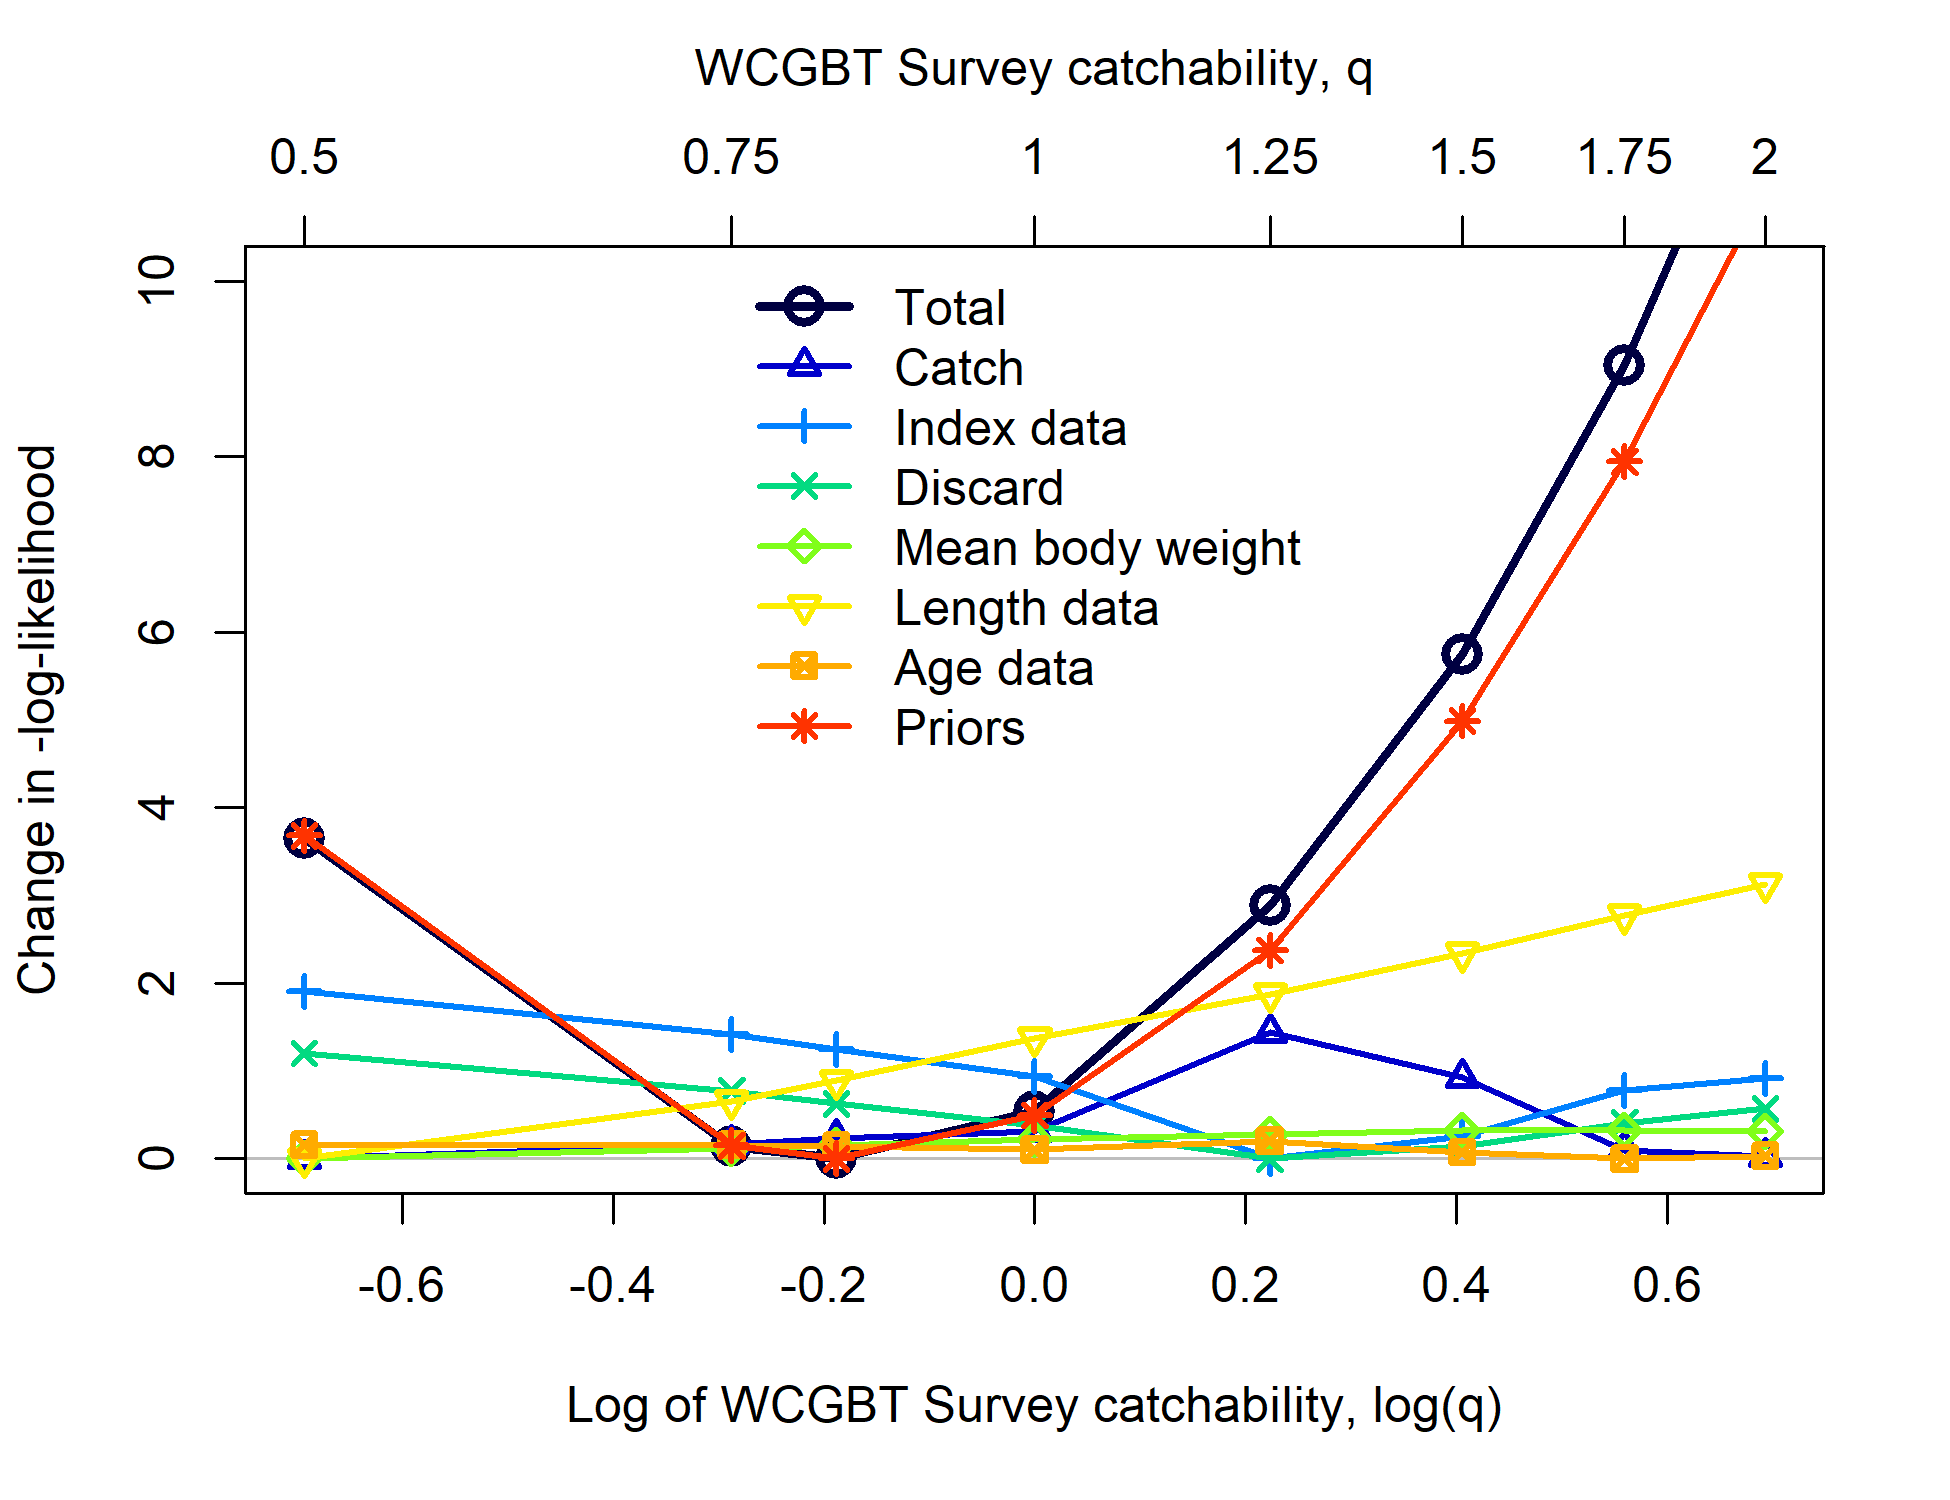 WCGBT Survey catchability, q
0.5 0.75 1 1.25 1.5 1.75 2
10
8
6
4
2
0
Change in -log-likelihood
Total
Catch
Index data
Discard
Mean body weight
Length data
Age data
Priors
-0.6 -0.4 -0.2 0.0 0.2 0.4 0.6
Log of WCGBT Survey catchability, log(q)